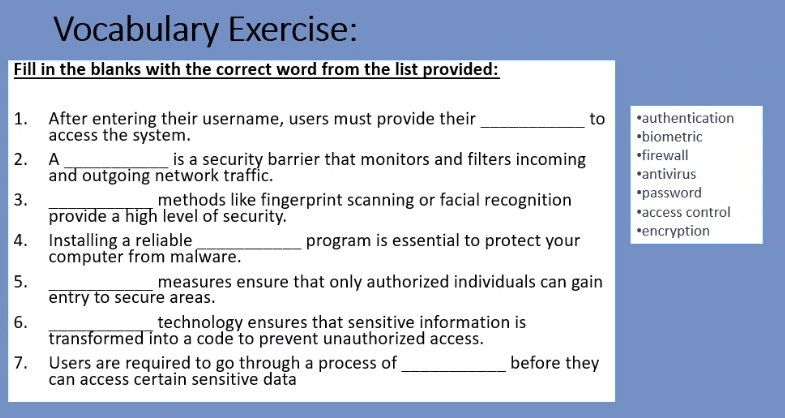 Vocabulary Exercise:
Fill in the blanks with the correct word from the list provided:
1. After entering their username, users must provide their ___________ to
access the system.
2. A ___________ is a security barrier that monitors and filters incoming
and outgoing network traffic.
3. ___________ methods like fingerprint scanning or facial recognition
provide a high level of security.
4. Installing a reliable ___________ program is essential to protect your
computer from malware.
5. ___________ measures ensure that only authorized individuals can gain
entry to secure areas.
6. ___________ technology ensures that sensitive information is
transformed into a code to prevent unauthorized access.
7. Users are required to go through a process of ___________ before they
can access certain sensitive data
•authentication
•biometric
•firewall
•antivirus
•password
•access control
•encryption